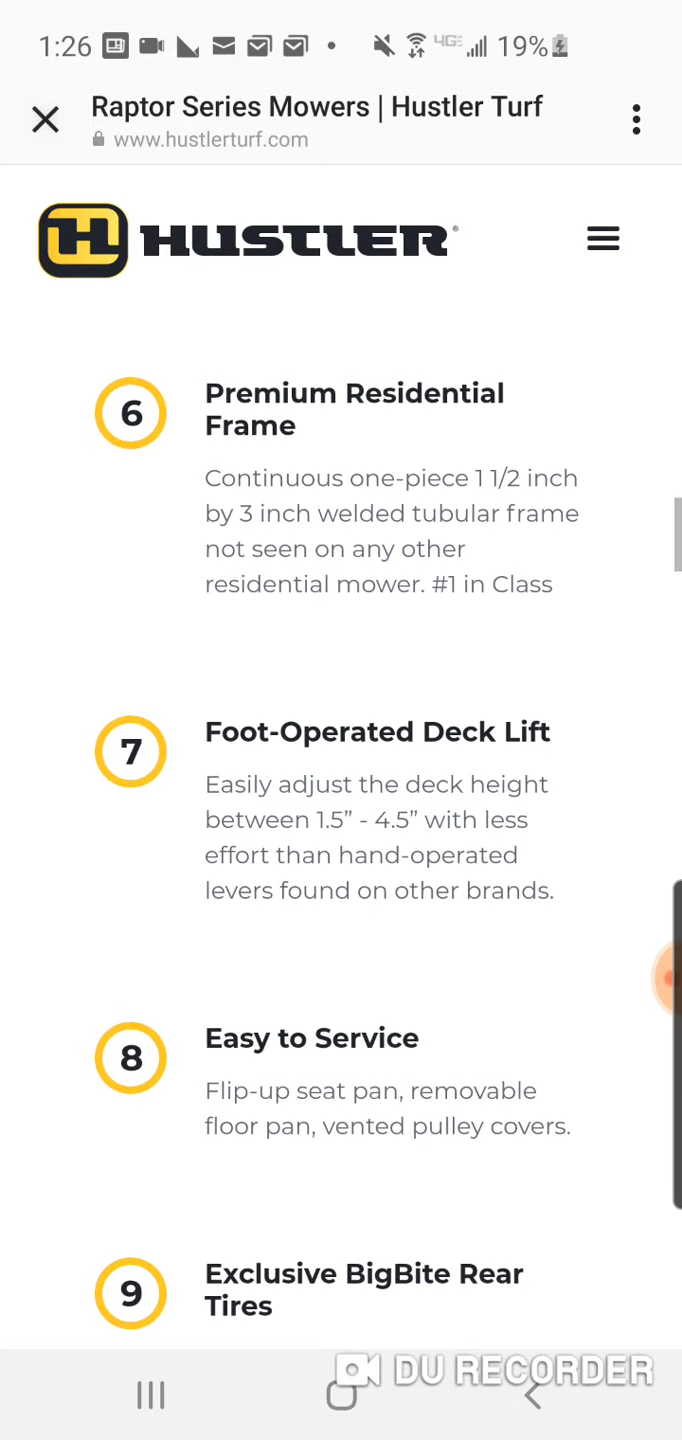 1:26 4G 19%
Raptor Series Mowers | Hustler Turf
www.hustlerturf.com
H HUSTLER®
6
Premium Residential
Frame
Continuous one-piece 1 1/2 inch
by 3 inch welded tubular frame
not seen on any other
residential mower. #1 in Class
7
Foot-Operated Deck Lift
Easily adjust the deck height
between 1.5” - 4.5” with less
effort than hand-operated
levers found on other brands.
8
Easy to Service
Flip-up seat pan, removable
floor pan, vented pulley covers.
9
Exclusive BigBite Rear
Tires
DU RECORDER